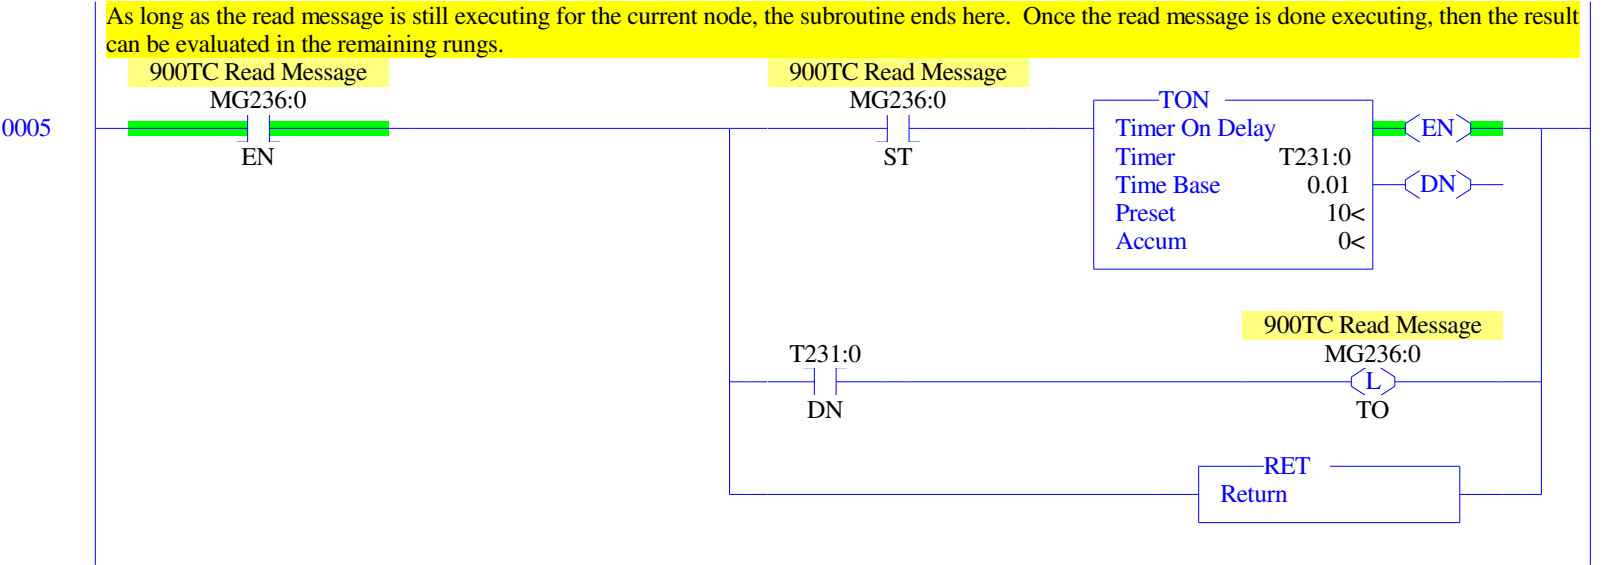 As long as the read message is still executing for the current node, the subroutine ends here.  Once the read message is done executing, then the result
can be evaluated in the remaining rungs.
900TC Read Message
MG236:0
EN
0005
900TC Read Message
MG236:0
ST
TON
Timer On Delay
Timer T231:0
Time Base 0.01
Preset 10<
Accum 0<
EN
DN
T231:0
DN
900TC Read Message
MG236:0
L
TO
RET
Return